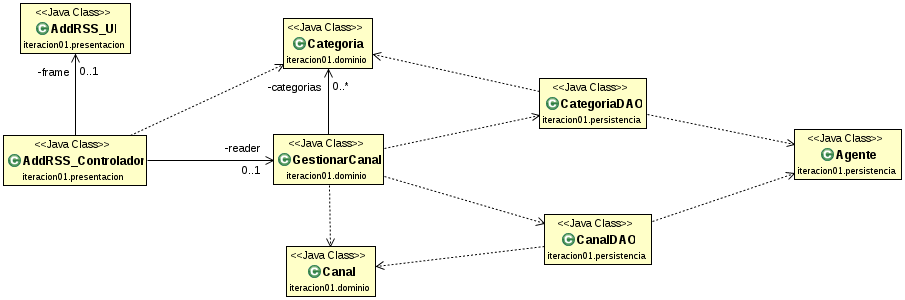 <<Java Class>>
AddRSS_UI
iteracion01.presentacion
-frame
0..1
<<Java Class>>
Categoria
iteracion01.dominio
-categorias
0..*
<<Java Class>>
CategoriaDAO
iteracion01.persistencia
<<Java Class>>
AddRSS_Controlador
iteracion01.presentacion
-reader
0..1
<<Java Class>>
GestionarCanal
iteracion01.dominio
<<Java Class>>
Agente
iteracion01.persistencia
<<Java Class>>
CanalDAO
iteracion01.persistencia
<<Java Class>>
Canal
iteracion01.dominio